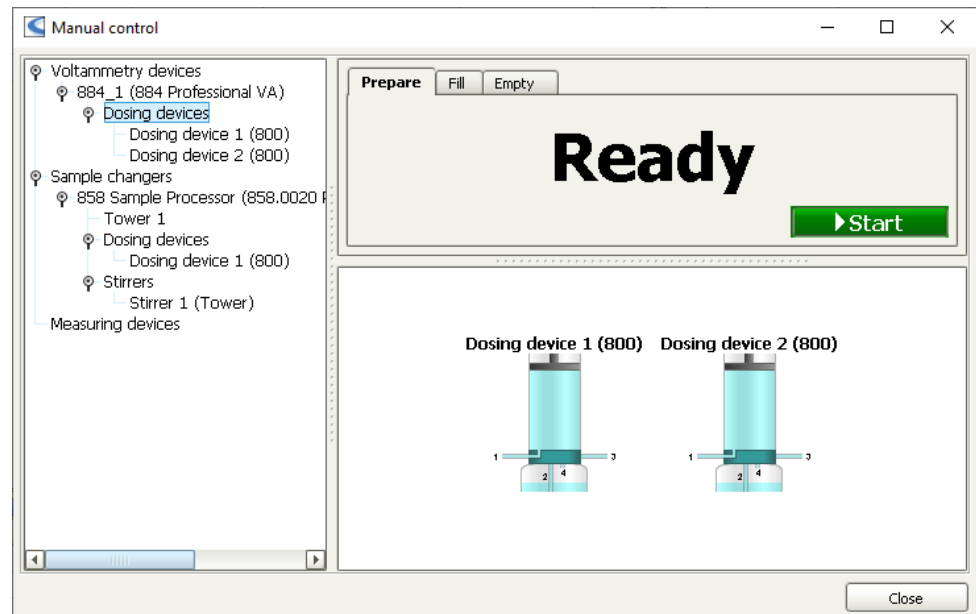 Manual control
Voltammetry devices
884_1 (884 Professional VA)
Dosing devices
Dosing device 1 (800)
Dosing device 2 (800)
Sample changers
858 Sample Processor (858.0020
Tower 1
Dosing devices
Dosing device 1 (800)
Stirrers
Stirrer 1 (Tower)
Measuring devices
Prepare Fill Empty
Ready
Start
Dosing device 1 (800) Dosing device 2 (800)
1 3 1 3
2 4 2 4
Close